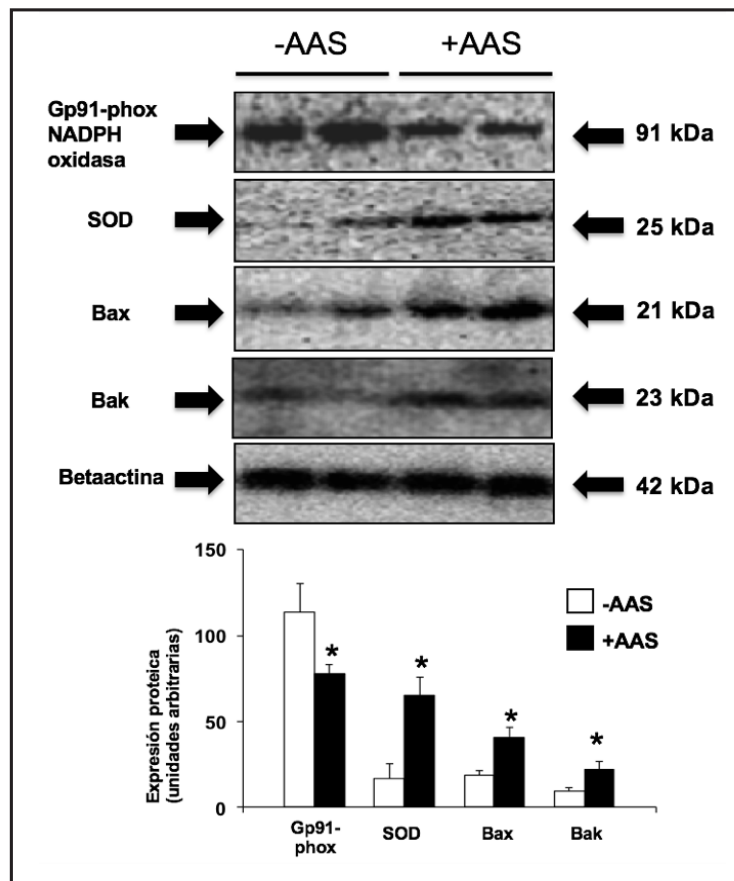 -AAS +AAS
Gp91-phox
NADPH
oxidasa
91 kDa
SOD
25 kDa
Bax
21 kDa
Bak
23 kDa
Betaactina
42 kDa
Expresión proteica
(unidades arbitrarias)
150
100
50
0
-AAS
+AAS
*
*
*
*
Gp91-
phox
SOD
Bax
Bak